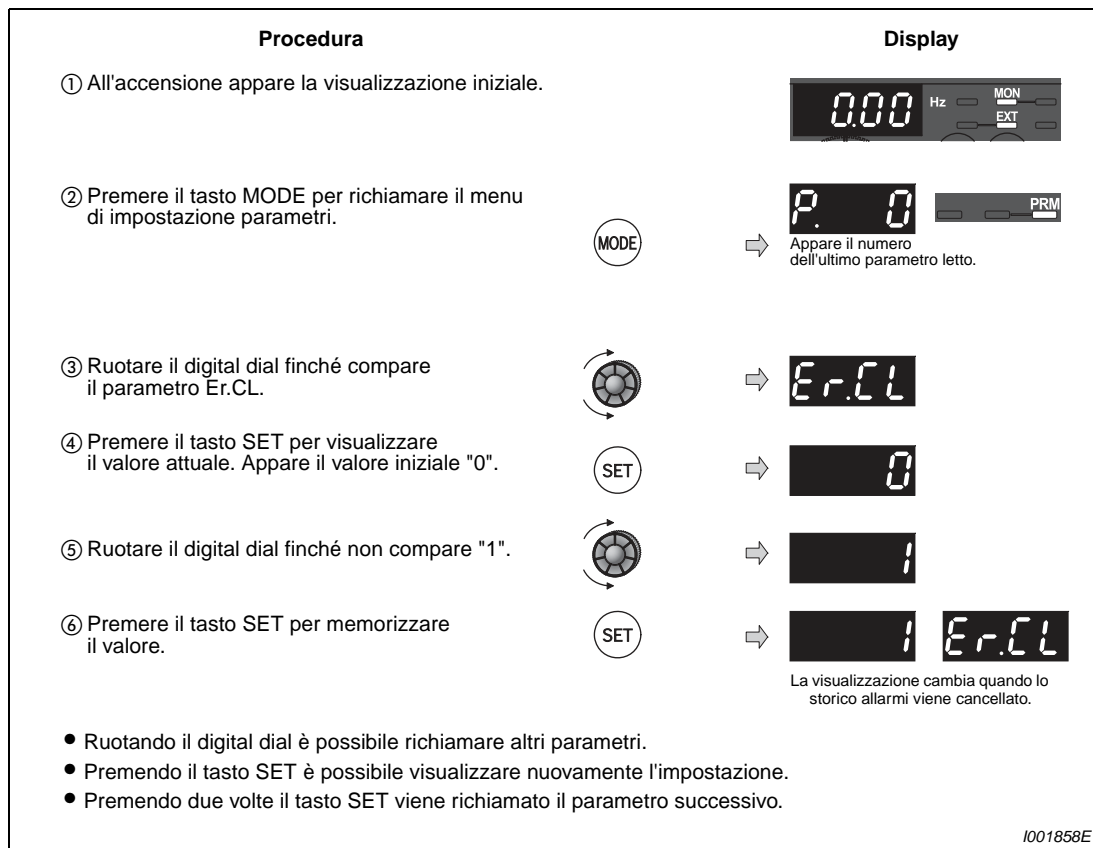 Procedura
Display
① All'accensione appare la visualizzazione iniziale.
0.00
Hz
MON
EXT
② Premere il tasto MODE per richiamare il menu
di impostazione parametri.
MODE
P. 0
PRM
Appare il numero
dell'ultimo parametro letto.
③ Ruotare il digital dial finché compare
il parametro Er.CL.
Er.CL
④ Premere il tasto SET per visualizzare
il valore attuale. Appare il valore iniziale "0".
SET
0
⑤ Ruotare il digital dial finché non compare "1".
1
⑥ Premere il tasto SET per memorizzare
il valore.
SET
1
Er.CL
La visualizzazione cambia quando lo
storico allarmi viene cancellato.
● Ruotando il digital dial è possibile richiamare altri parametri.
● Premendo il tasto SET è possibile visualizzare nuovamente l'impostazione.
● Premendo due volte il tasto SET viene richiamato il parametro successivo.
I001858E